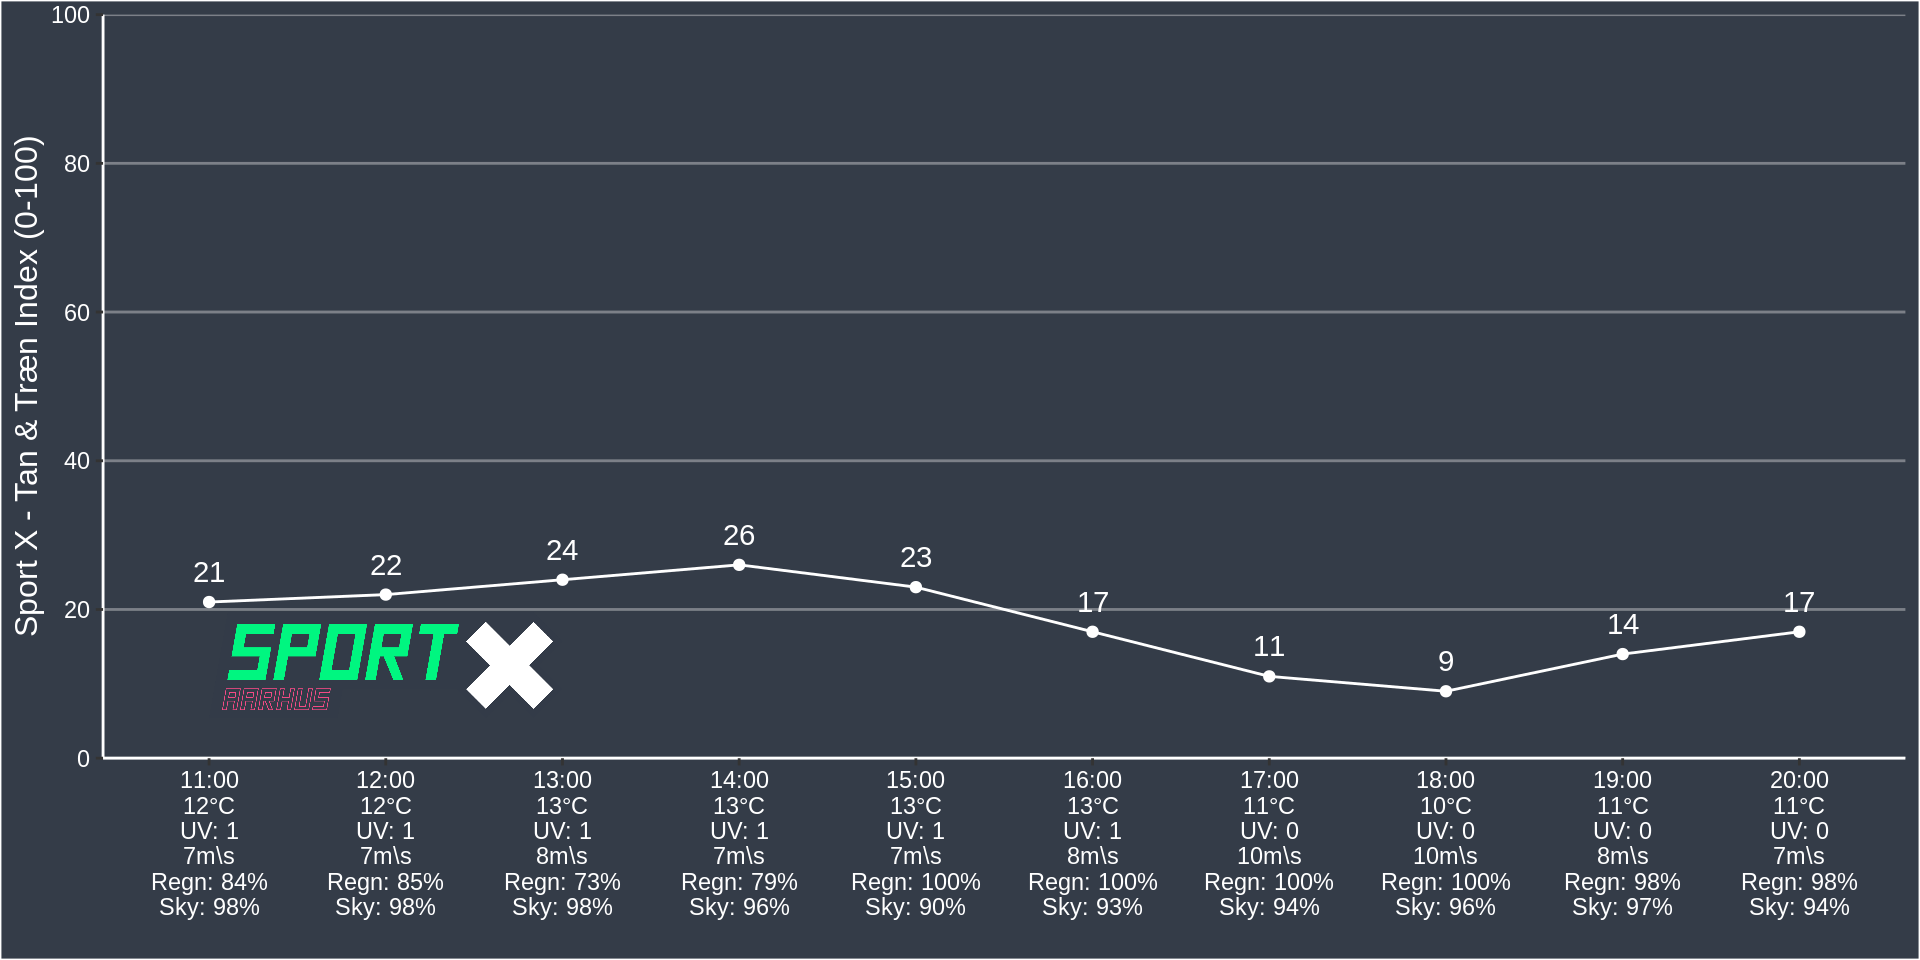 Sport X - Tan & Træn Index (0-100)
100
80
60
40
20
0
21 22 24 26 23 17 11 9 14 17
SPORT X
AARHUS
11:00 12:00 13:00 14:00 15:00 16:00 17:00 18:00 19:00 20:00
12°C 12°C 13°C 13°C 13°C 13°C 11°C 10°C 11°C 11°C
UV: 1 UV: 1 UV: 1 UV: 1 UV: 1 UV: 1 UV: 0 UV: 0 UV: 0 UV: 0
7m\s 7m\s 8m\s 7m\s 7m\s 8m\s 10m\s 10m\s 8m\s 7m\s
Regn: 84% Regn: 85% Regn: 73% Regn: 79% Regn: 100% Regn: 100% Regn: 100% Regn: 100% Regn: 98% Regn: 98%
Sky: 98% Sky: 98% Sky: 98% Sky: 96% Sky: 90% Sky: 93% Sky: 94% Sky: 96% Sky: 97% Sky: 94%